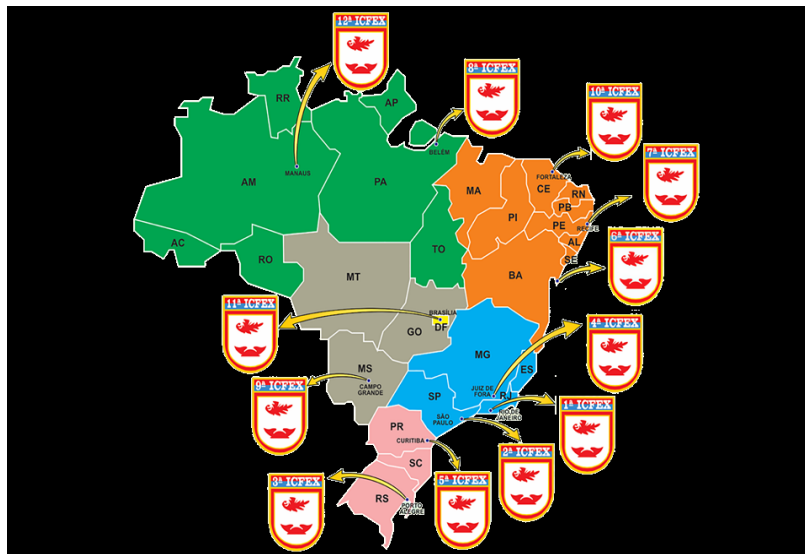 12ª ICFEX
8ª ICFEX
10ª ICFEX
7ª ICFEX
6ª ICFEX
11ª ICFEX
4ª ICFEX
9ª ICFEX
1ª ICFEX
2ª ICFEX
3ª ICFEX
5ª ICFEX
RR
AP
BELEM
MANAUS
AM
PA
MA
FORTALEZA
CE
RN
PB
PI
PE
RECIFE
AL
SE
AC
RO
TO
MT
BA
BRASÍLIA
DF
GO
MG
ES
MS
CAMPO
GRANDE
JUIZ DE
FORA
RJ
RIO DE
JANEIRO
SP
SÃO
PAULO
PR
CURITIBA
SC
RS
PORTO
ALEGRE